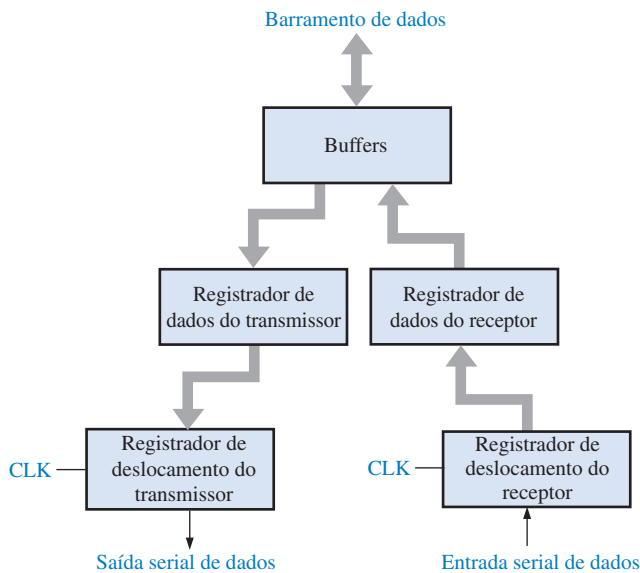 Barramento de dados
Buffers
Registrador de
dados do transmissor
Registrador de
dados do receptor
CLK
Registrador de
deslocamento do
transmissor
CLK
Registrador de
deslocamento do
receptor
Saída serial de dados
Entrada serial de dados